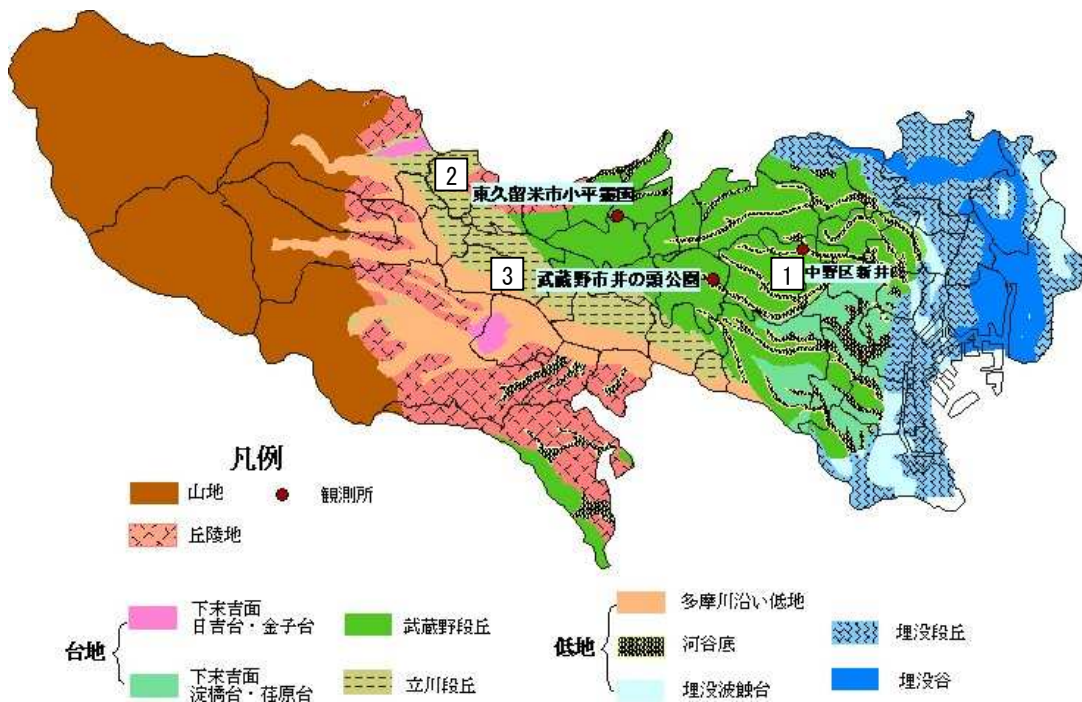 2
東久留米市小平霊園
3
武蔵野市井の頭公園
1
中野区新井
凡例
山地
観測所
丘陵地
台地
下末吉面
日吉台・金子台
武蔵野段丘
下末吉面
淀橋台・荏原台
立川段丘
低地
多摩川沿い低地
河谷底
埋没段丘
埋没波蝕台
埋没谷